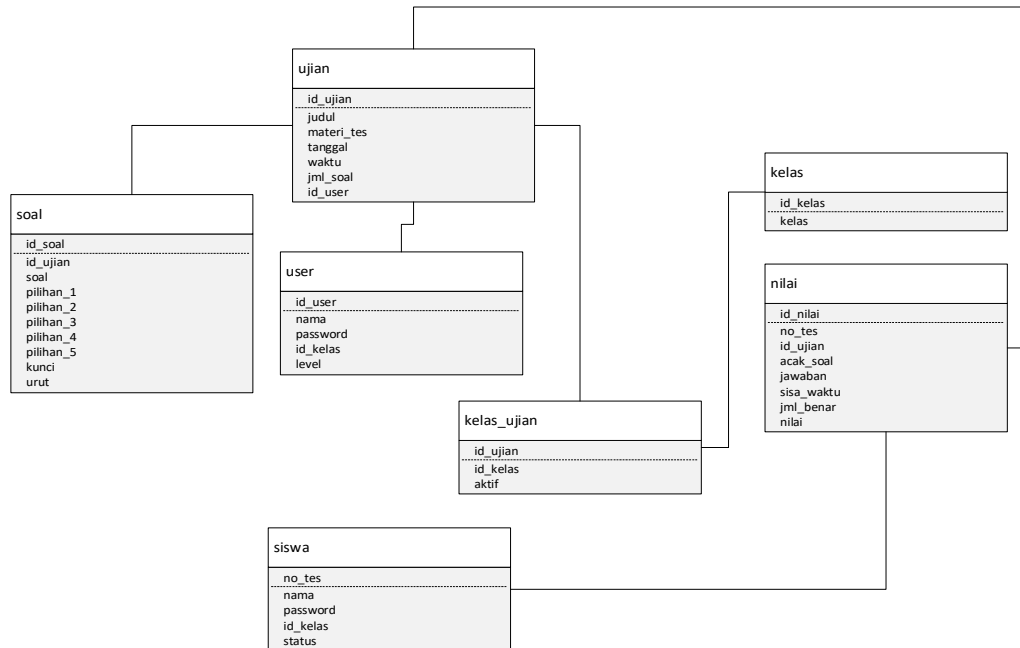 ujian
id_ujian
judul
materi_tes
tanggal
waktu
jml_soal
id_user
soal
id_soal
id_ujian
soal
pilihan_1
pilihan_2
pilihan_3
pilihan_4
pilihan_5
kunci
urut
user
id_user
nama
password
id_kelas
level
kelas
id_kelas
kelas
nilai
id_nilai
no_tes
id_ujian
acak_soal
jawaban
sisa_waktu
jml_benar
nilai
kelas_ujian
id_ujian
id_kelas
aktif
siswa
no_tes
nama
password
id_kelas
status